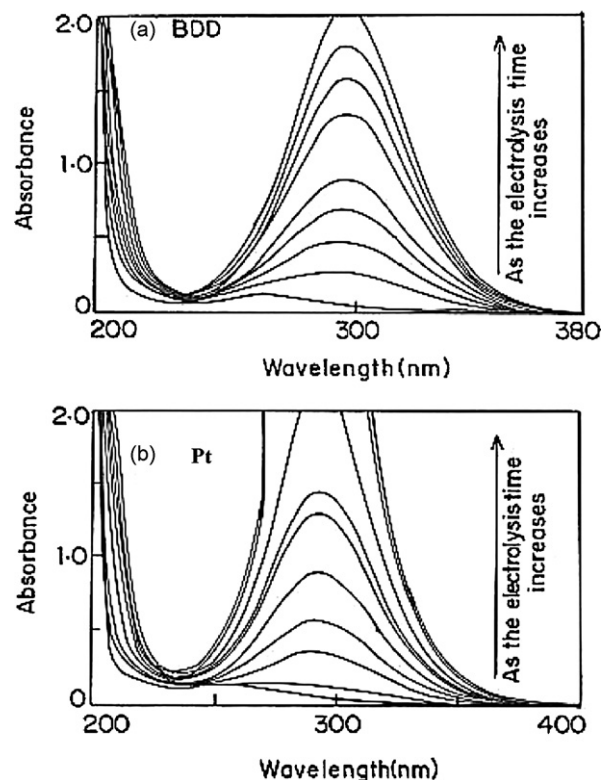 2.0
(a) BDD
1.0
0
Absorbance
200
300
380
Wavelength(nm)
As the electrolysis time
increases
2.0
(b) Pt
1.0
0
Absorbance
200
300
400
Wavelength(nm)
As the electrolysis time
increases